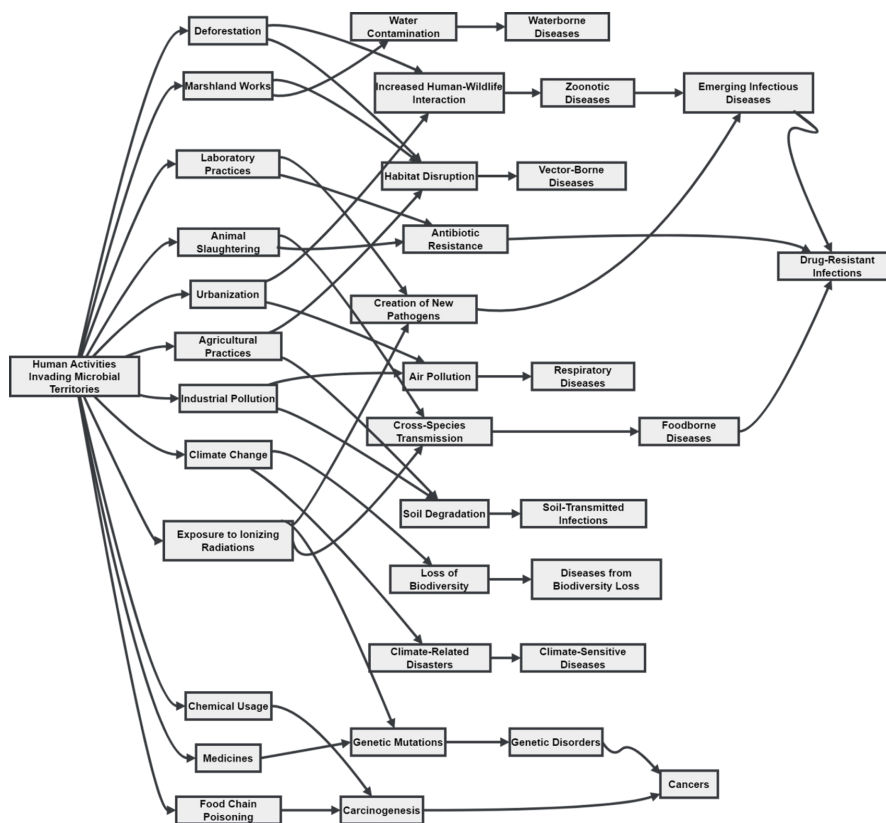 Deforestation
Water
Contamination
Waterborne
Diseases
Marshland Works
Increased Human-Wildlife
Interaction
Zoonotic
Diseases
Emerging Infectious
Diseases
Laboratory
Practices
Habitat Disruption
Vector-Borne
Diseases
Animal
Slaughtering
Antibiotic
Resistance
Drug-Resistant
Infections
Urbanization
Creation of New
Pathogens
Agricultural
Practices
Human Activities
Invading Microbial
Territories
Air Pollution
Respiratory
Diseases
Industrial Pollution
Cross-Species
Transmission
Foodborne
Diseases
Climate Change
Soil Degradation
Soil-Transmitted
Infections
Exposure to Ionizing
Radiations
Loss of
Biodiversity
Diseases from
Biodiversity Loss
Climate-Related
Disasters
Climate-Sensitive
Diseases
Chemical Usage
Genetic Mutations
Genetic Disorders
Medicines
Cancers
Food Chain
Poisoning
Carcinogenesis